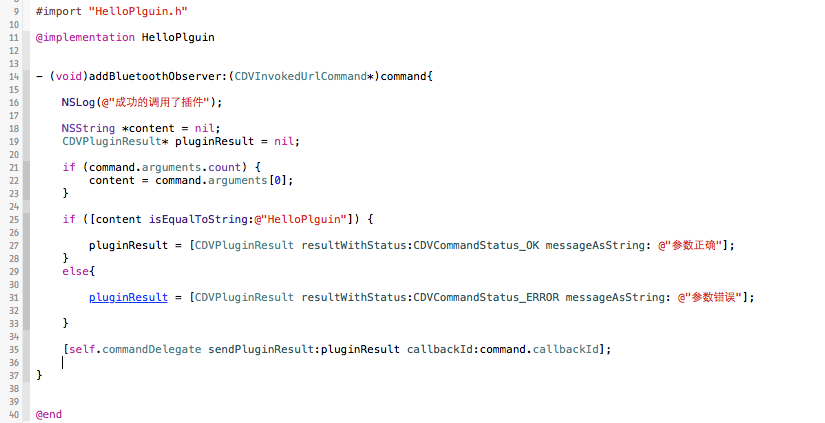 9 #import "HelloPlguin.h"
10
11 @implementation HelloPlguin
12
13
14 - (void)addBluetoothObserver:(CDVInvokedUrlCommand*)command{
15
16 NSLog(@"成功的调用了插件");
17
18 NSString *content = nil;
19 CDVPluginResult* pluginResult = nil;
20
21 if (command.arguments.count) {
22 content = command.arguments[0];
23 }
24
25 if ([content isEqualToString:@"HelloPlguin"]) {
26
27 pluginResult = [CDVPluginResult resultWithStatus:CDVCommandStatus_OK messageAsString: @"参数正确"];
28 }
29 else{
30
31 pluginResult = [CDVPluginResult resultWithStatus:CDVCommandStatus_ERROR messageAsString: @"参数错误"];
32
33 }
34
35 [self.commandDelegate sendPluginResult:pluginResult callbackId:command.callbackId];
36
37 }
38
39
40 @end